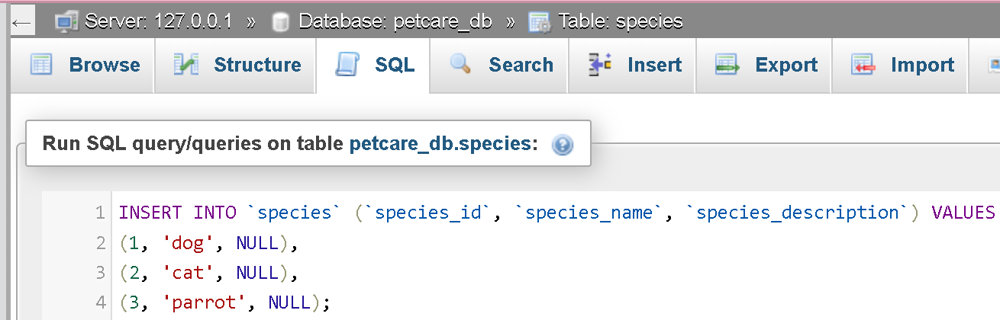 ← Server: 127.0.0.1 » Database: petcare_db » Table: species
Browse Structure SQL Search Insert Export Import
Run SQL query/queries on table petcare_db.species:
1 INSERT INTO `species` (`species_id`, `species_name`, `species_description`) VALUES
2 (1, 'dog', NULL),
3 (2, 'cat', NULL),
4 (3, 'parrot', NULL);